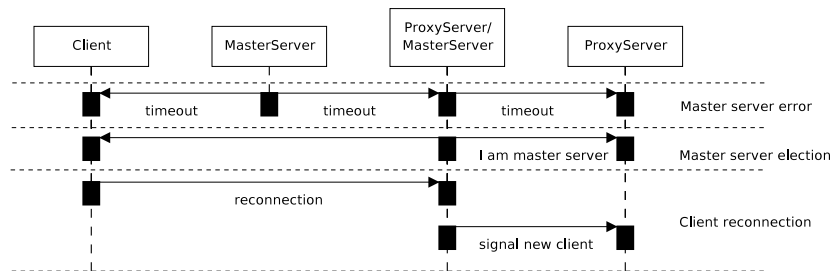 Client
MasterServer
ProxyServer/
MasterServer
ProxyServer
timeout
timeout
timeout
Master server error
I am master server
Master server election
reconnection
Client reconnection
signal new client